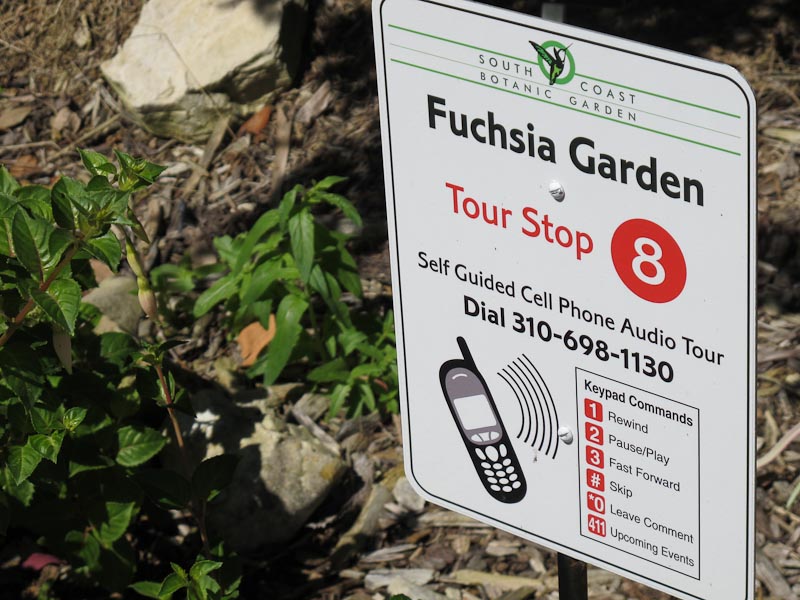 SOUTH COAST
BOTANIC GARDEN
Fuchsia Garden
Tour Stop 8
Self Guided Cell Phone Audio Tour
Dial 310-698-1130
Keypad Commands
1 Rewind
2 Pause/Play
3 Fast Forward
# Skip
*0 Leave Comment
411 Upcoming Events